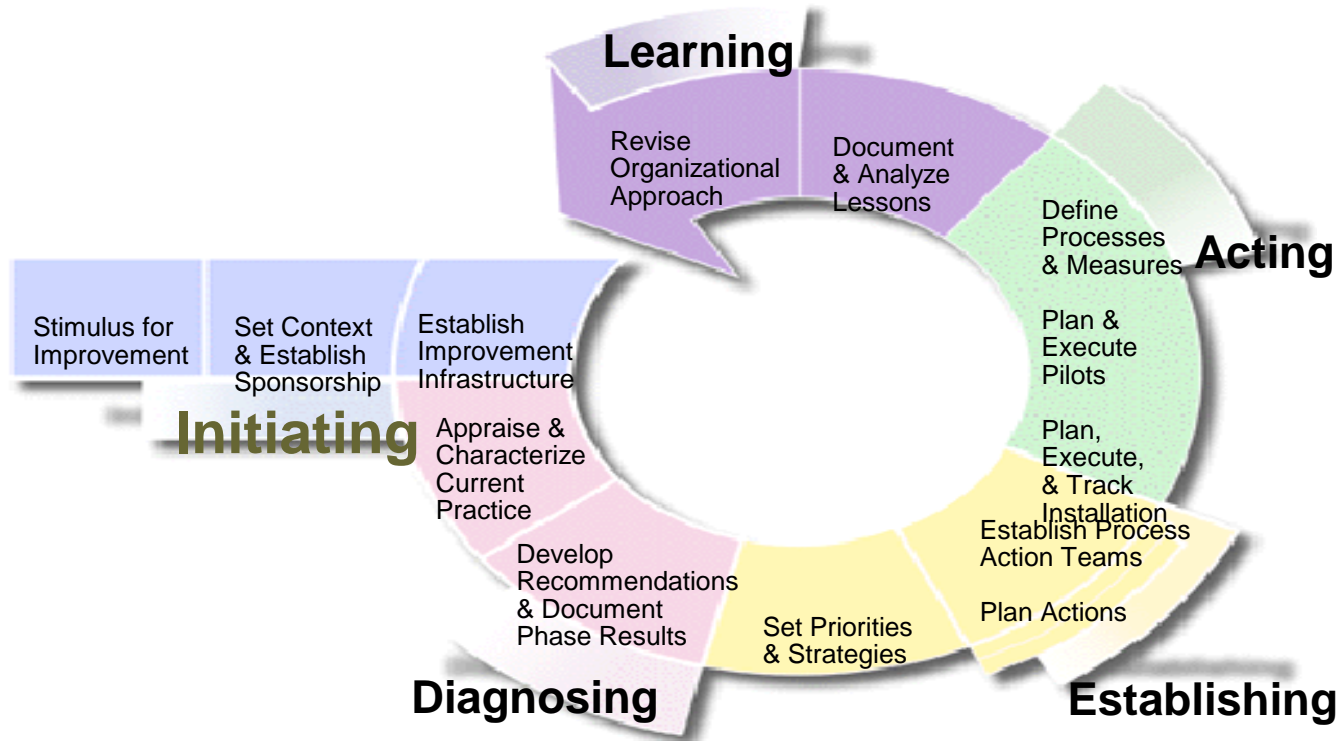 Learning
Revise
Organizational
Approach
Document
& Analyze
Lessons
Define
Processes
& Measures
Acting
Plan &
Execute
Pilots
Plan,
Execute,
& Track
Installation
Stimulus for
Improvement
Set Context
& Establish
Sponsorship
Establish
Improvement
Infrastructure
Initiating
Appraise &
Characterize
Current
Practice
Develop
Recommendations
& Document
Phase Results
Diagnosing
Set Priorities
& Strategies
Establish Process
Action Teams
Plan Actions
Establishing